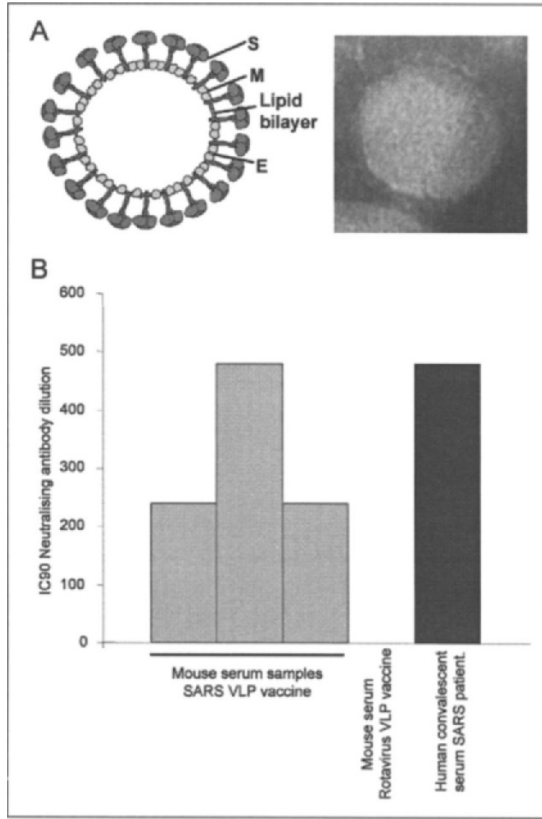 A
S
M
Lipid
bilayer
E
B
600
500
400
300
200
100
0
IC90 Neutralising antibody dilution
Mouse serum samples
SARS VLP vaccine
Mouse serum
Rotavirus VLP vaccine
Human convalescent
serum SARS patient.